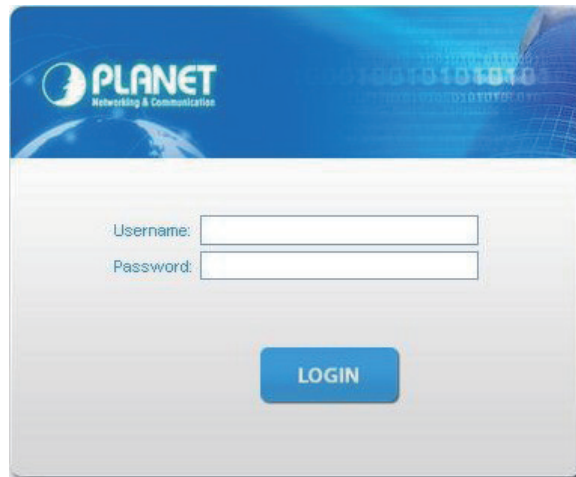 PLANET
Networking & Communication
Username:
Password:
LOGIN